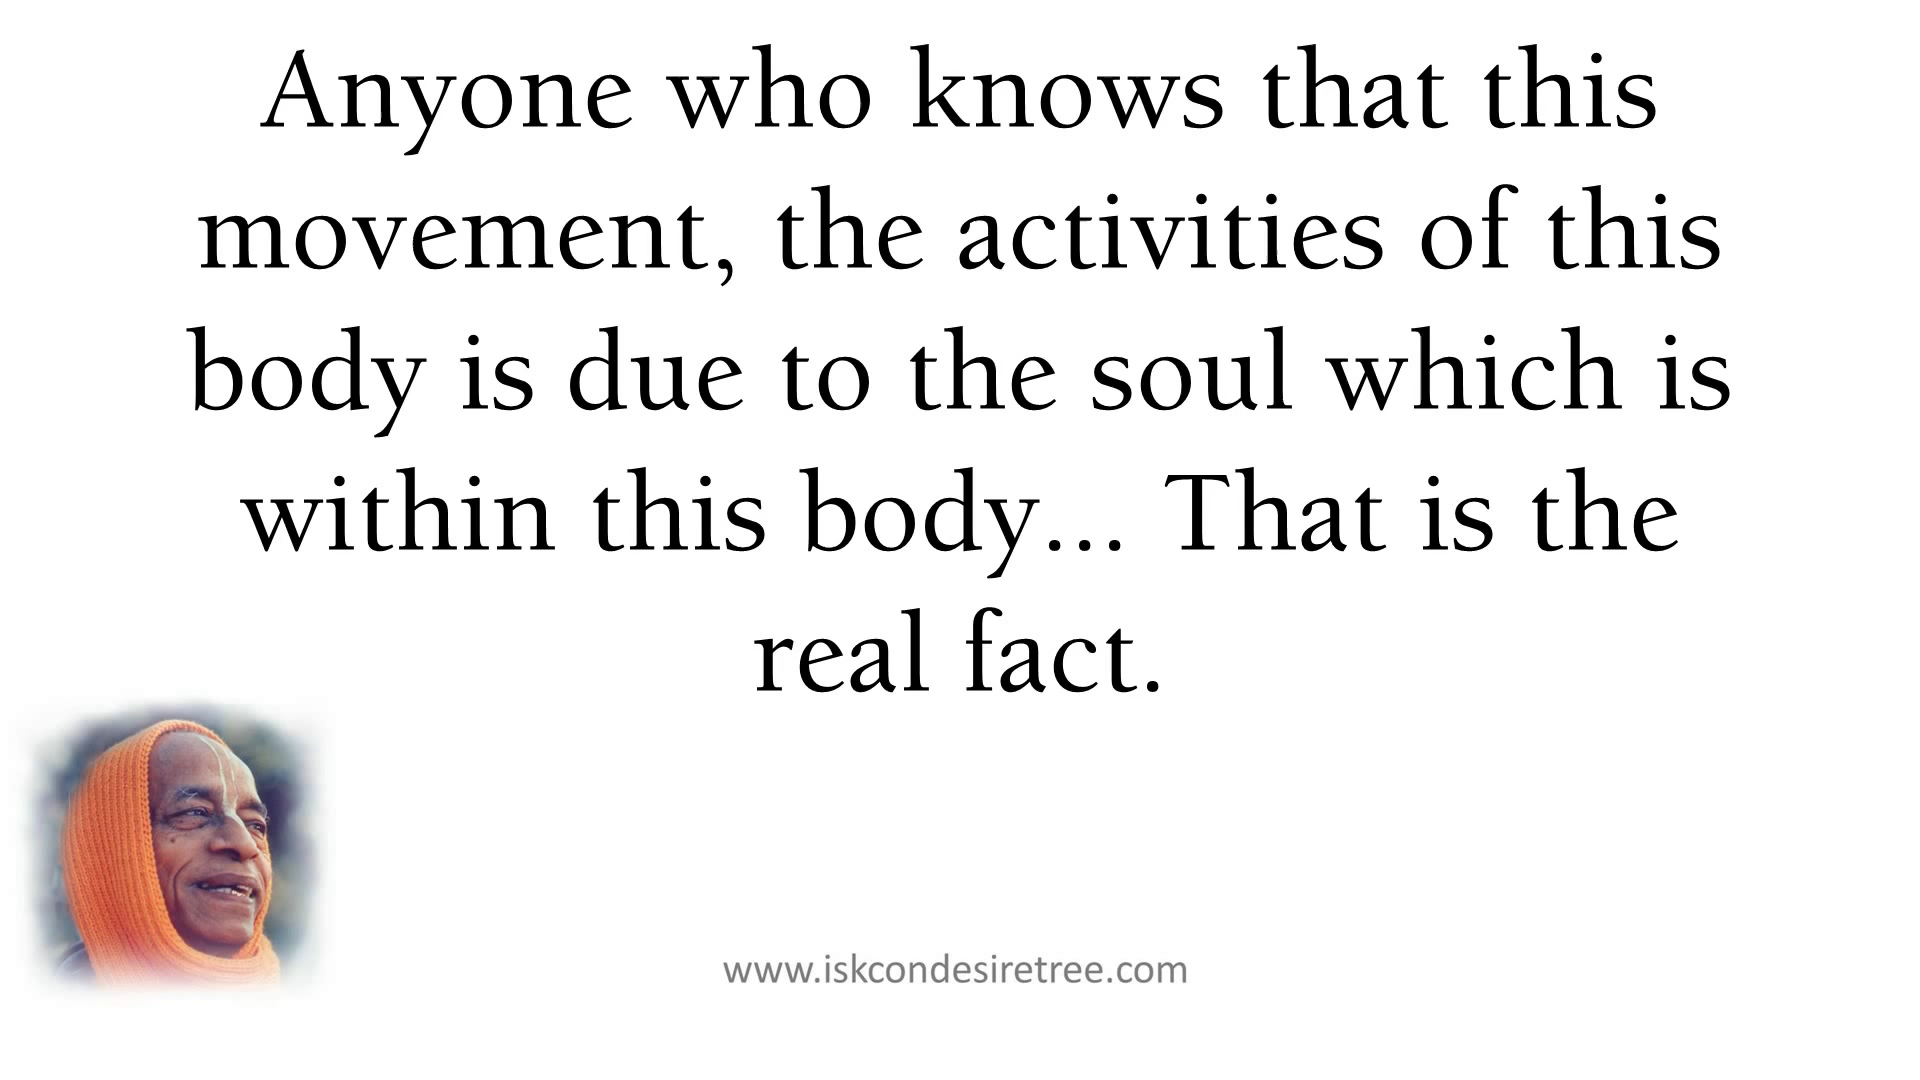 Anyone who knows that this
movement, the activities of this
body is due to the soul which is
within this body... That is the
real fact.
www.iskcondesiretree.com